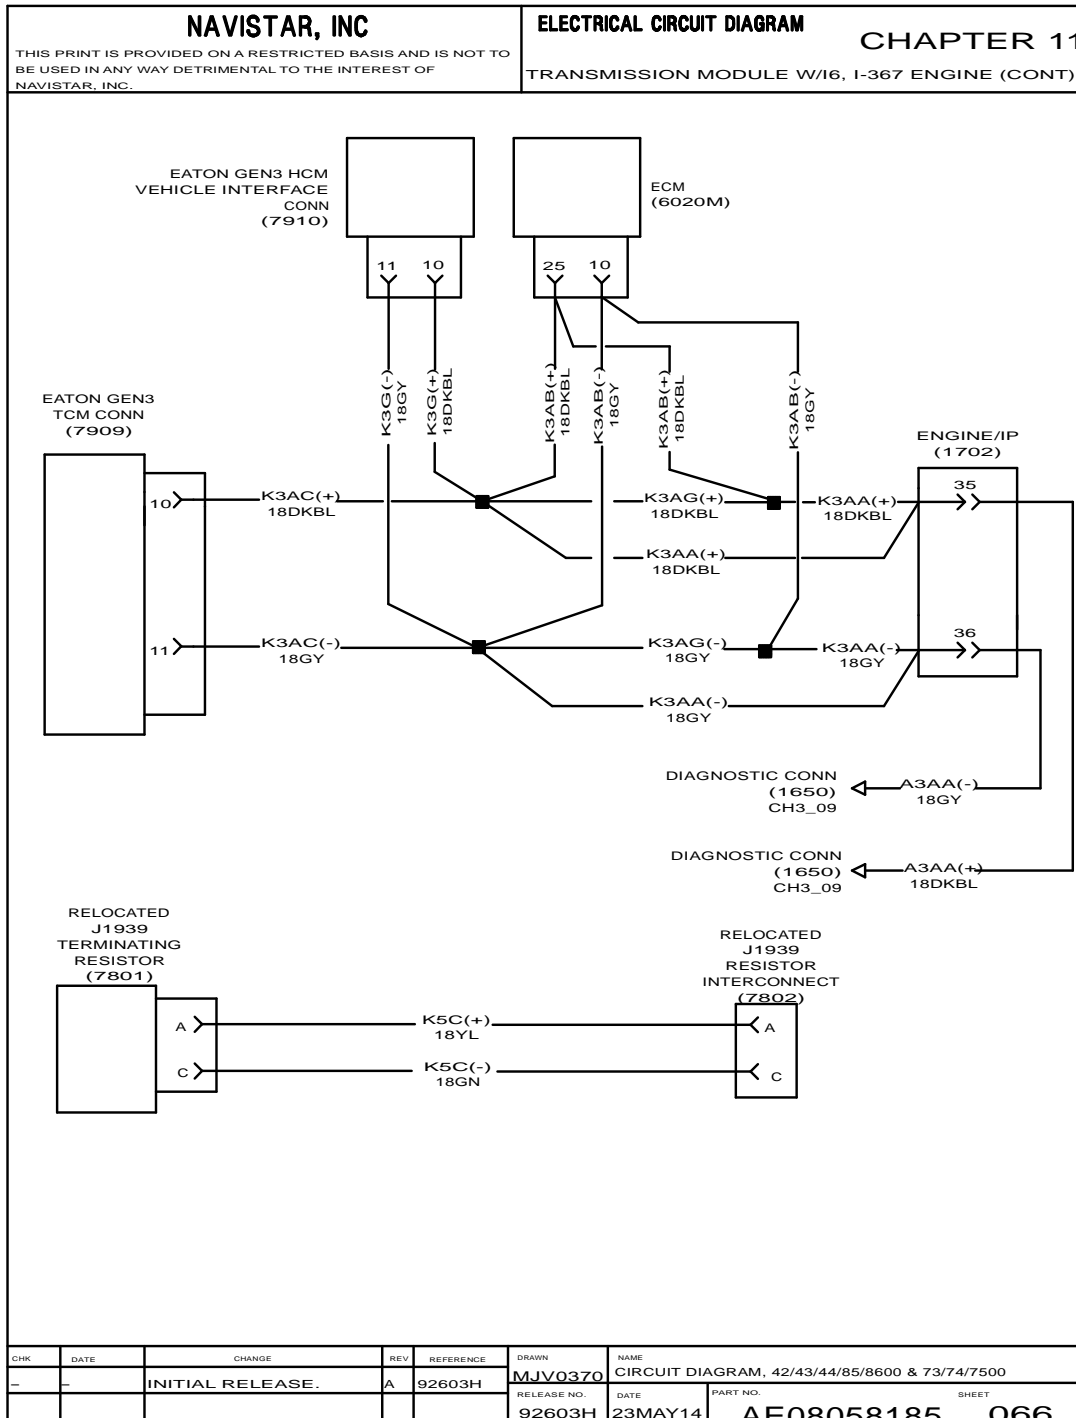 NAVISTAR, INC
THIS PRINT IS PROVIDED ON A RESTRICTED BASIS AND IS NOT TO
BE USED IN ANY WAY DETRIMENTAL TO THE INTEREST OF
NAVISTAR, INC.
ELECTRICAL CIRCUIT DIAGRAM
CHAPTER 11
TRANSMISSION MODULE W/I6, I-367 ENGINE (CONT)
EATON GEN3 HCM
VEHICLE INTERFACE
CONN
(7910)
ECM
(6020M)
11 10
25 10
K3G(-)
18GY
K3G(+)
18DKBL
K3AB(+)
18DKBL
K3AB(-)
18GY
K3AB(+)
18DKBL
K3AB(-)
18GY
EATON GEN3
TCM CONN
(7909)
ENGINE/IP
(1702)
10
K3AC(+)
18DKBL
K3AG(+)
18DKBL
K3AA(+)
18DKBL
35
K3AA(+)
18DKBL
11
K3AC(-)
18GY
K3AG(-)
18GY
K3AA(-)
18GY
36
K3AA(-)
18GY
DIAGNOSTIC CONN
(1650)
CH3_09
A3AA(-)
18GY
DIAGNOSTIC CONN
(1650)
CH3_09
A3AA(+)
18DKBL
RELOCATED
J1939
TERMINATING
RESISTOR
(7801)
RELOCATED
J1939
RESISTOR
INTERCONNECT
(7802)
A
K5C(+)
18YL
A
C
K5C(-)
18GN
C
CHK DATE CHANGE REV REFERENCE
- - INITIAL RELEASE. A 92603H
DRAWN
MJV0370
NAME
CIRCUIT DIAGRAM, 42/43/44/85/8600 & 73/74/7500
RELEASE NO.
92603H
DATE
23MAY14
PART NO.
AE08058185
SHEET
066